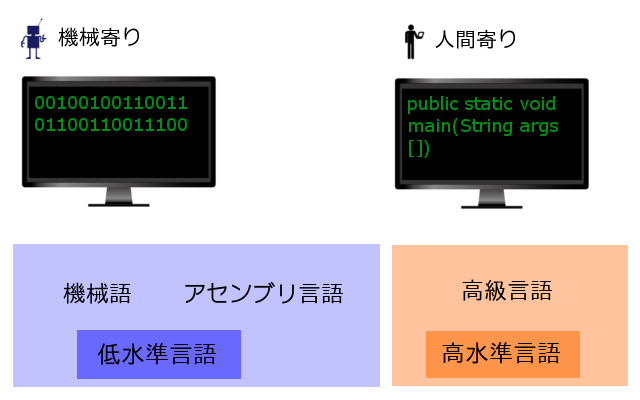 機械寄り
人間寄り
00100100110011
01100110011100
public static void
main(String args
[])
機械語
アセンブリ言語
低水準言語
高級言語
高水準言語